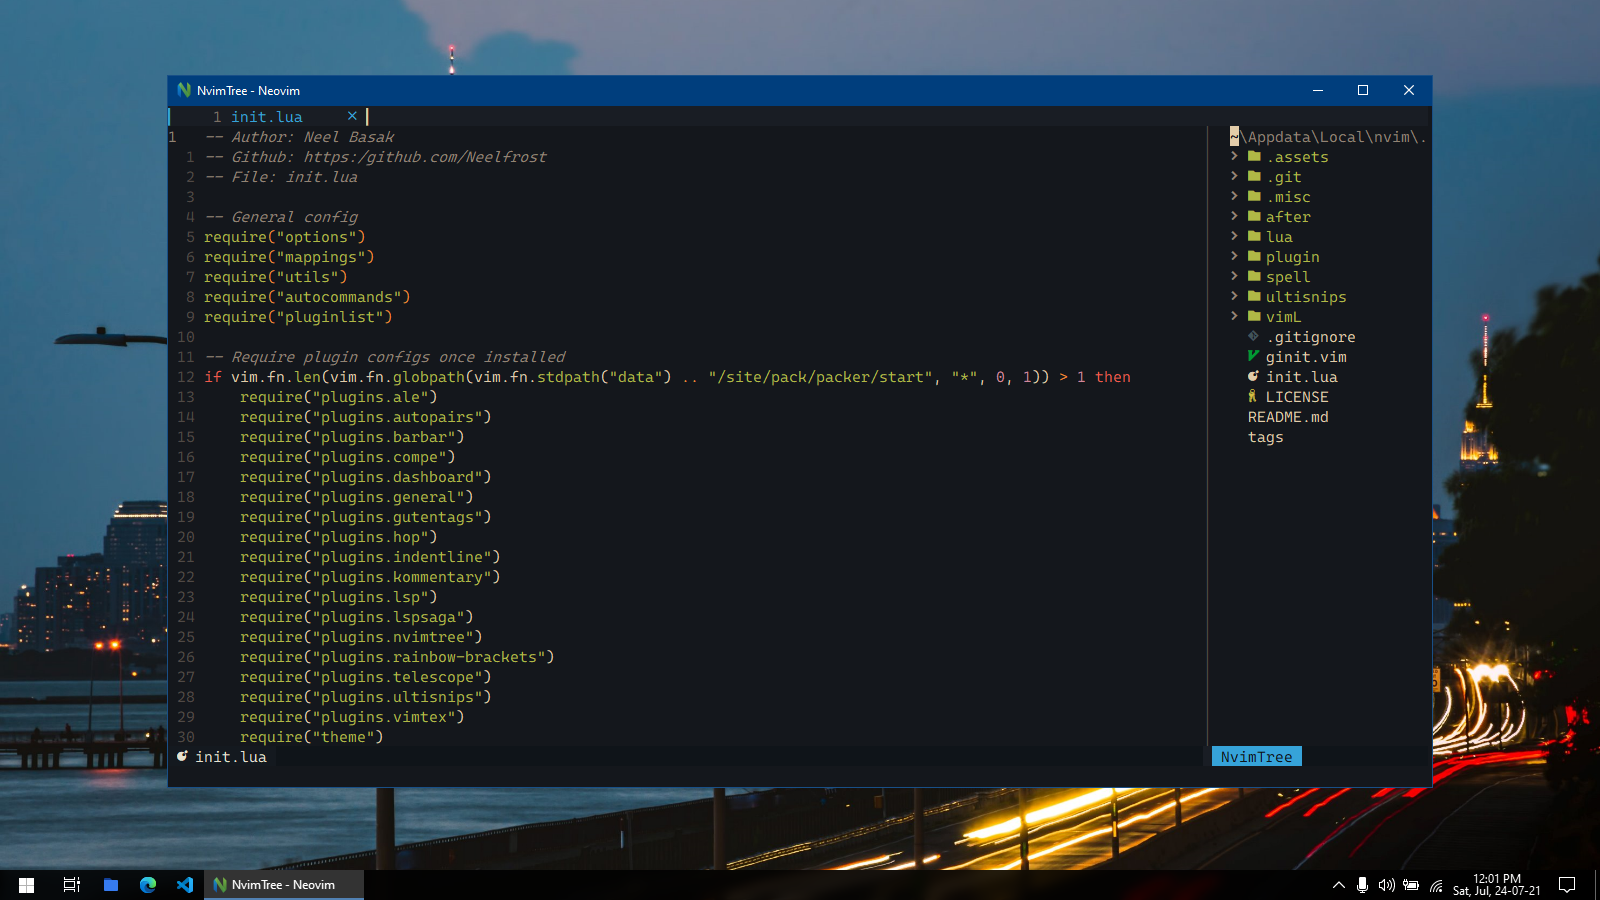 NvimTree - Neovim
1 init.lua ×
1 -- Author: Neel Basak
1 -- Github: https:/github.com/Neelfrost
2 -- File: init.lua
3
4 -- General config
5 require("options")
6 require("mappings")
7 require("utils")
8 require("autocommands")
9 require("pluginlist")
10
11 -- Require plugin configs once installed
12 if vim.fn.len(vim.fn.globpath(vim.fn.stdpath("data") .. "/site/pack/packer/start", "*", 0, 1)) > 1 then
13 require("plugins.ale")
14 require("plugins.autopairs")
15 require("plugins.barbar")
16 require("plugins.compe")
17 require("plugins.dashboard")
18 require("plugins.general")
19 require("plugins.gutentags")
20 require("plugins.hop")
21 require("plugins.indentline")
22 require("plugins.kommentary")
23 require("plugins.lsp")
24 require("plugins.lspsaga")
25 require("plugins.nvimtree")
26 require("plugins.rainbow-brackets")
27 require("plugins.telescope")
28 require("plugins.ultisnips")
29 require("plugins.vimtex")
30 require("theme")
init.lua
~\Appdata\Local\nvim\.
> .assets
> .git
> .misc
> after
> lua
> plugin
> spell
> ultisnips
> vimL
.gitignore
ginit.vim
init.lua
LICENSE
README.md
tags
NvimTree
NvimTree - Neovim
12:01 PM
Sat, Jul, 24-07-21